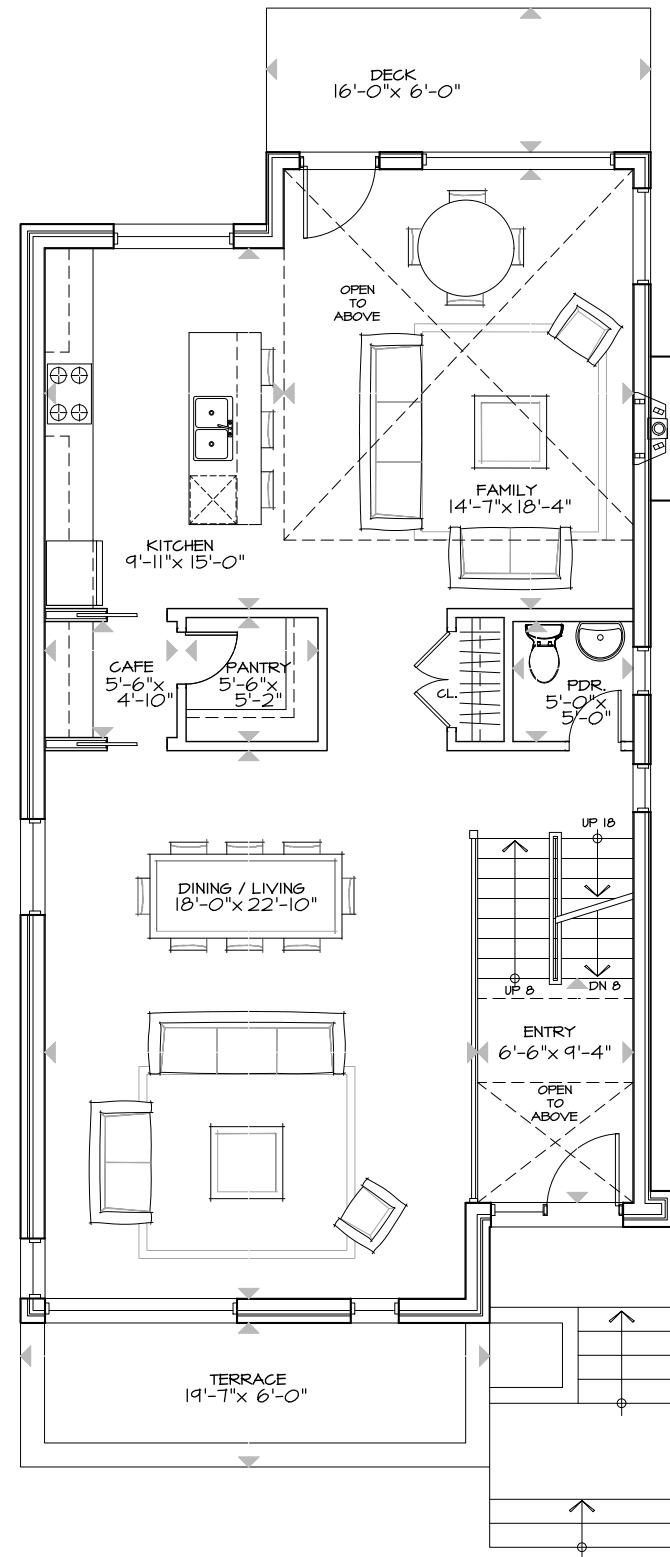 DECK
16'-0"x 6'-0"
OPEN
TO
ABOVE
FAMILY
14'-7"x 18'-4"
KITCHEN
9'-11"x 15'-0"
CAFE
5'-6"x
4'-10"
PANTRY
5'-6"x
5'-2"
CL.
PDR.
5'-0"x
5'-0"
UP 18
DINING / LIVING
18'-0"x 22'-10"
UP 8
DN 8
ENTRY
6'-6"x 9'-4"
OPEN
TO
ABOVE
TERRACE
19'-7"x 6'-0"